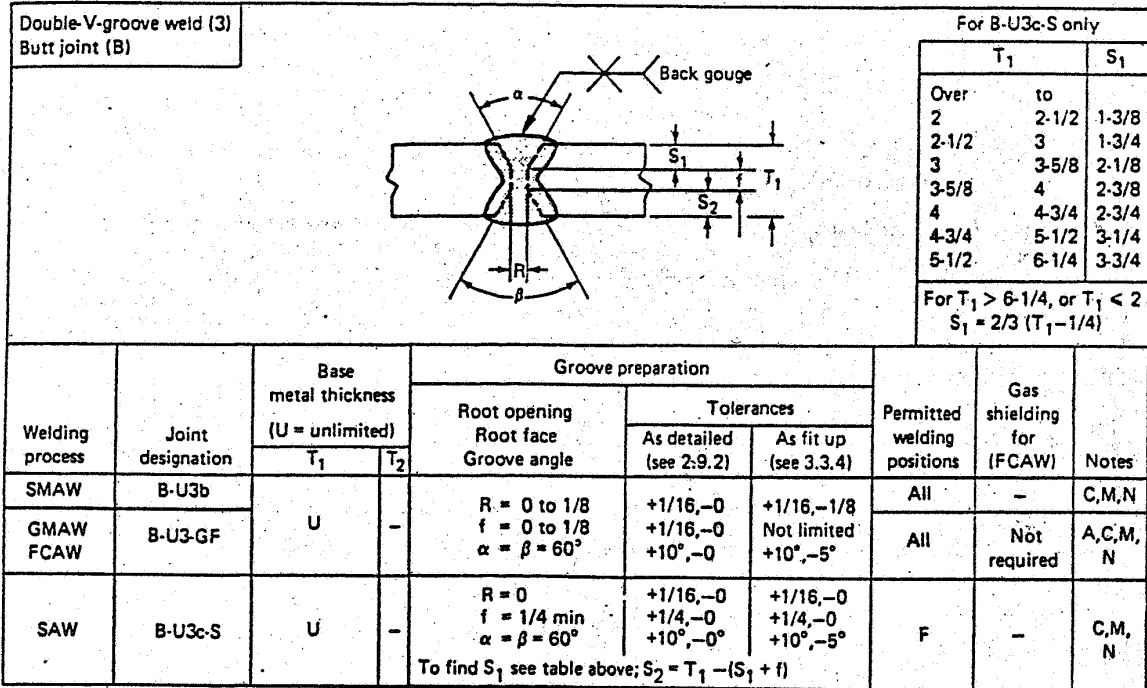 Double-V-groove weld (3)
Butt joint (B)
Back gouge
α
S1
f
T1
S2
R
β
For B-U3c-S only
T1 S1
Over to
2 2-1/2 1-3/8
2-1/2 3 1-3/4
3 3-5/8 2-1/8
3-5/8 4 2-3/8
4 4-3/4 2-3/4
4-3/4 5-1/2 3-1/4
5-1/2 6-1/4 3-3/4
For T1 > 6-1/4, or T1 < 2
S1 = 2/3 (T1-1/4)
Welding process
Joint designation
Base metal thickness
(U = unlimited)
T1 T2
Groove preparation
Root opening
Root face
Groove angle
Tolerances
As detailed (see 2.9.2)
As fit up (see 3.3.4)
Permitted welding positions
Gas shielding for (FCAW)
Notes
SMAW B-U3b
GMAW
FCAW
B-U3-GF
U -
R = 0 to 1/8 +1/16,-0 +1/16,-1/8
f = 0 to 1/8 +1/16,-0 Not limited
α = β = 60° +10°,-0 +10°,-5°
All - C,M,N
All Not required A,C,M, N
SAW B-U3c-S U -
R = 0 +1/16,-0 +1/16,-0
f = 1/4 min +1/4,-0 +1/4,-0
α = β = 60° +10°,-0° +10°,-5°
F - C,M, N
To find S1 see table above; S2 = T1 -(S1 + f)